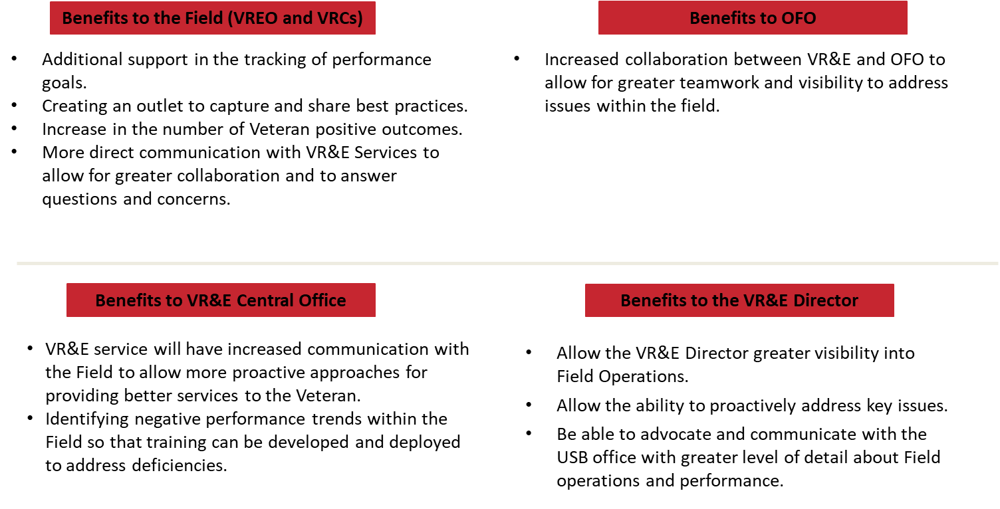 Benefits to the Field (VREO and VRCs)
• Additional support in the tracking of performance
goals.
• Creating an outlet to capture and share best practices.
• Increase in the number of Veteran positive outcomes.
• More direct communication with VR&E Services to
allow for greater collaboration and to answer
questions and concerns.
Benefits to OFO
• Increased collaboration between VR&E and OFO to
allow for greater teamwork and visibility to address
issues within the field.
Benefits to VR&E Central Office
• VR&E service will have increased communication with
the Field to allow more proactive approaches for
providing better services to the Veteran.
• Identifying negative performance trends within the
Field so that training can be developed and deployed
to address deficiencies.
Benefits to the VR&E Director
• Allow the VR&E Director greater visibility into
Field Operations.
• Allow the ability to proactively address key issues.
• Be able to advocate and communicate with the
USB office with greater level of detail about Field
operations and performance.